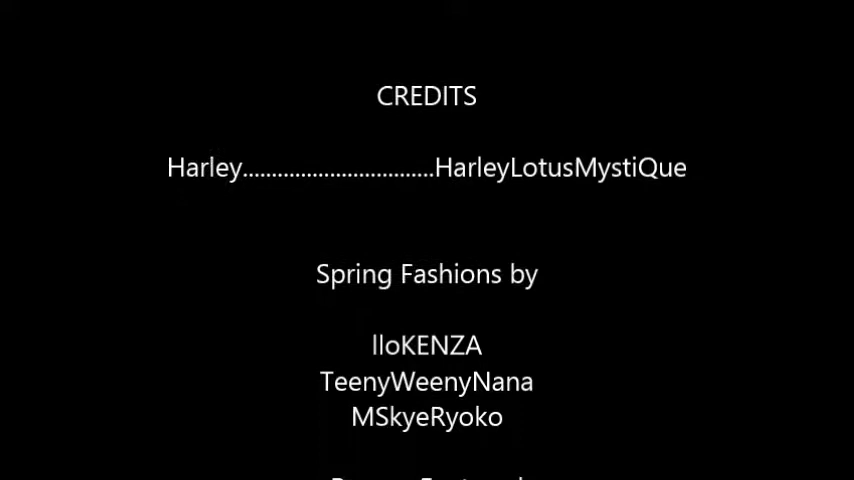 CREDITS
Harley.................................HarleyLotusMystiQue
Spring Fashions by
lloKENZA
TeenyWeenyNana
MSkyeRyoko